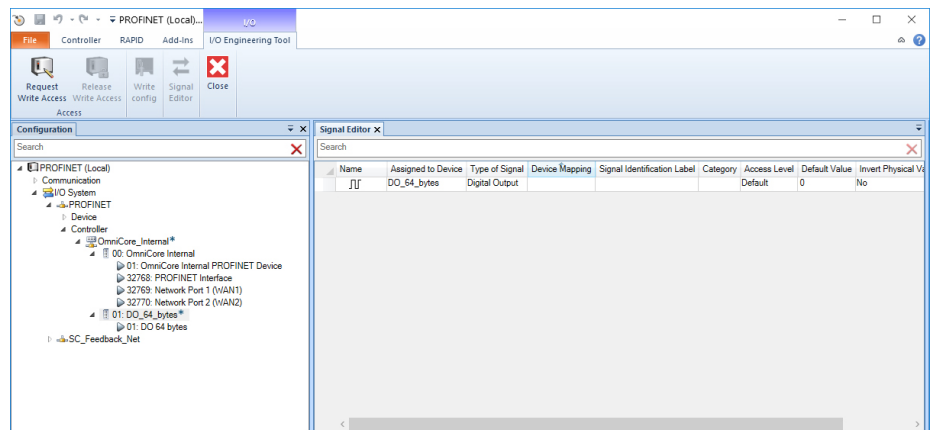 PROFINET (Local)... I/O
File Controller RAPID Add-Ins I/O Engineering Tool
Request Write Access Release Write Access Write config Signal Editor Close
Access
Configuration
Search
PROFINET (Local)
Communication
I/O System
PROFINET
Device
Controller
OmniCore_Internal*
00: OmniCore Internal
01: OmniCore Internal PROFINET Device
32768: PROFINET Interface
32769: Network Port 1 (WAN1)
32770: Network Port 2 (WAN2)
01: DO_64_bytes*
01: DO 64 bytes
SC_Feedback_Net
Signal Editor
Search
Name Assigned to Device Type of Signal Device Mapping Signal Identification Label Category Access Level Default Value Invert Physical Va
DO_64_bytes Digital Output Default 0 No